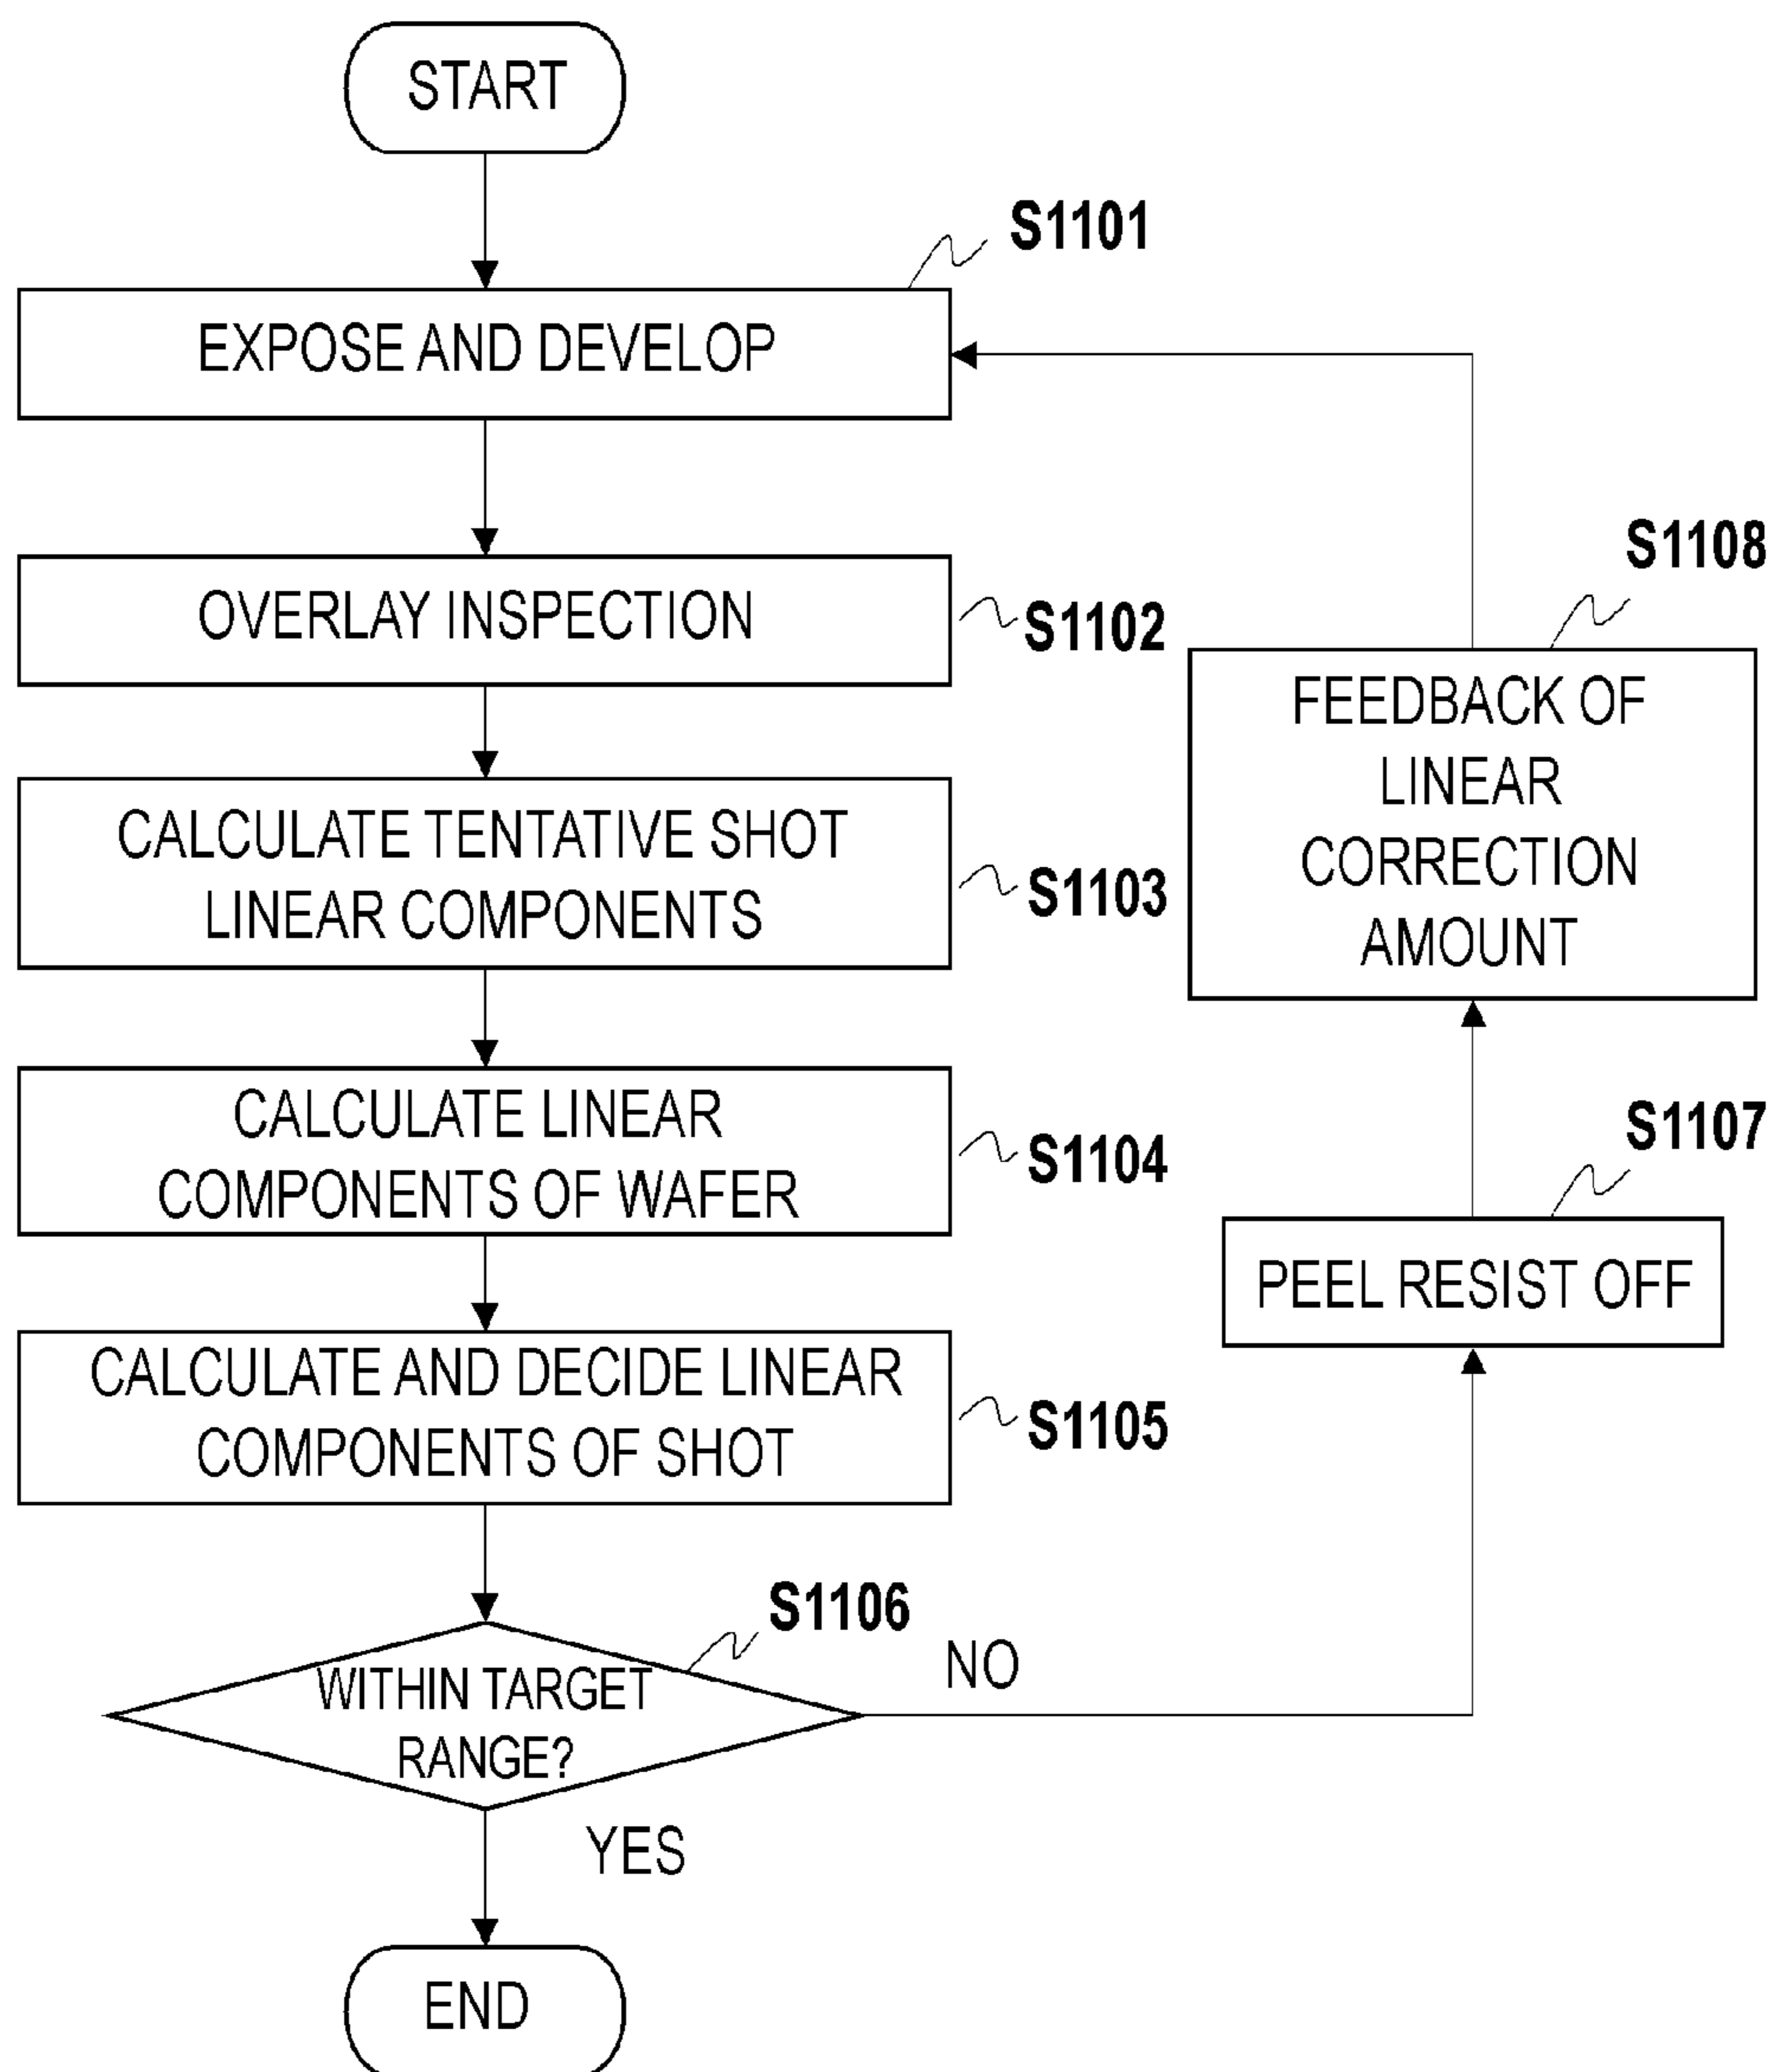 START
S1101
EXPOSE AND DEVELOP
OVERLAY INSPECTION
S1102
CALCULATE TENTATIVE SHOT
LINEAR COMPONENTS
S1103
CALCULATE LINEAR
COMPONENTS OF WAFER
S1104
CALCULATE AND DECIDE LINEAR
COMPONENTS OF SHOT
S1105
S1106
WITHIN TARGET
RANGE?
NO
YES
END
S1107
PEEL RESIST OFF
S1108
FEEDBACK OF
LINEAR
CORRECTION
AMOUNT